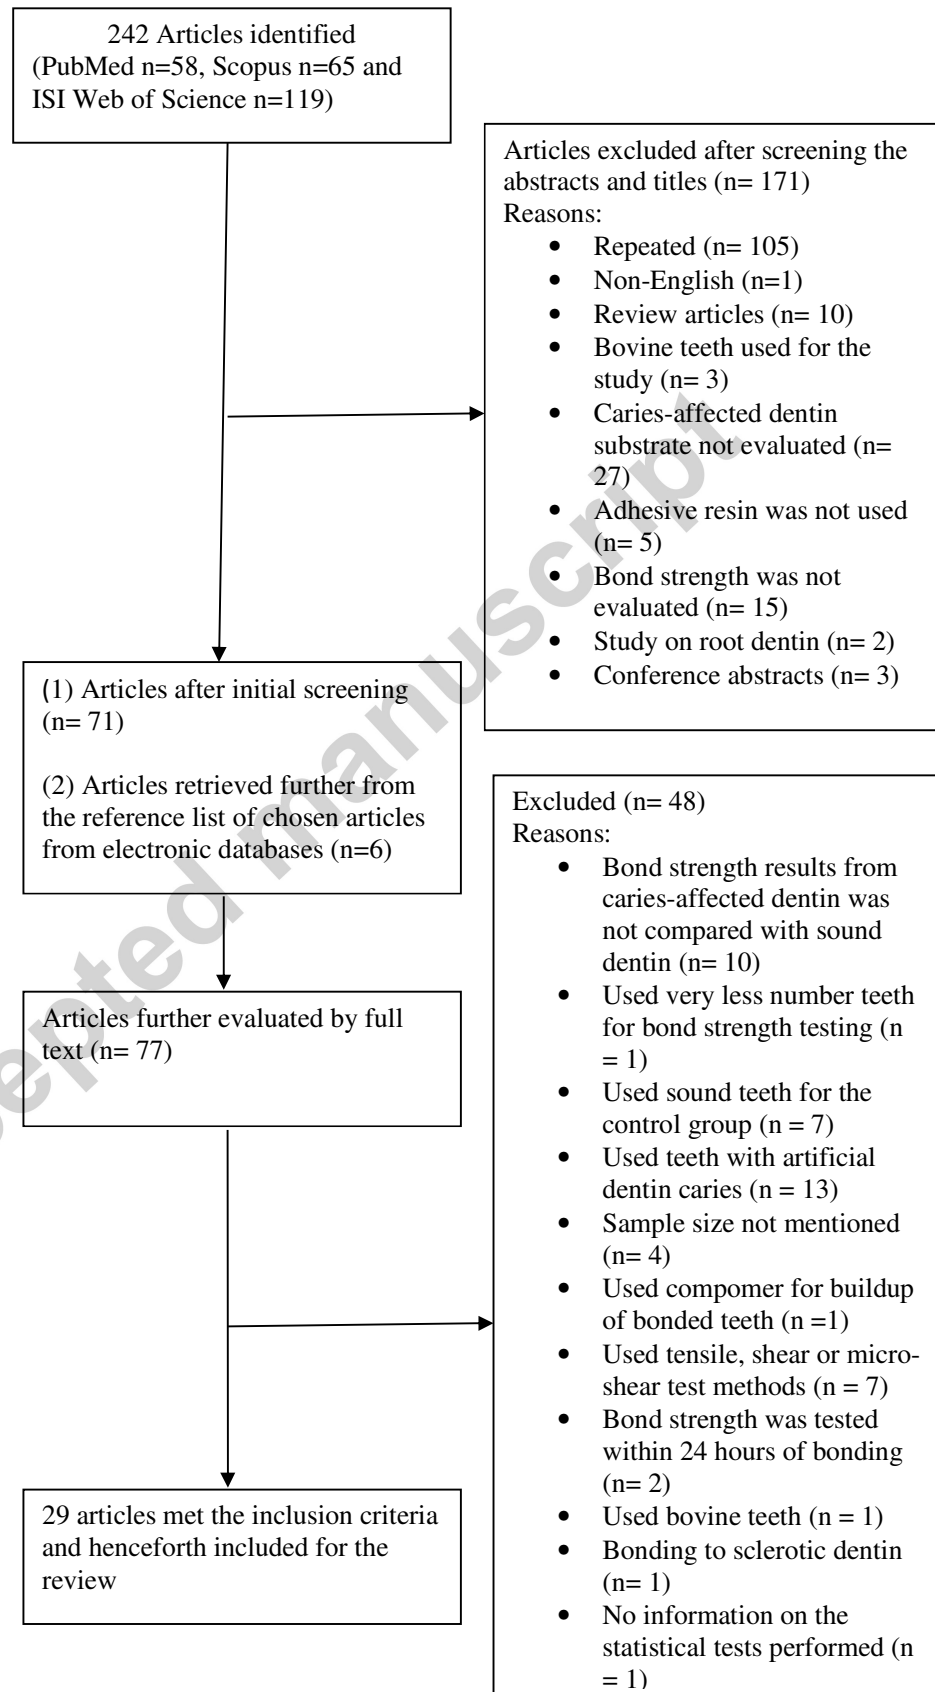 242 Articles identified
(PubMed n=58, Scopus n=65 and
ISI Web of Science n=119)
Articles excluded after screening the
abstracts and titles (n= 171)
Reasons:
• Repeated (n= 105)
• Non-English (n=1)
• Review articles (n= 10)
• Bovine teeth used for the
study (n= 3)
• Caries-affected dentin
substrate not evaluated (n=
27)
• Adhesive resin was not used
(n= 5)
• Bond strength was not
evaluated (n= 15)
• Study on root dentin (n= 2)
• Conference abstracts (n= 3)
(1) Articles after initial screening
(n= 71)
(2) Articles retrieved further from
the reference list of chosen articles
from electronic databases (n=6)
Articles further evaluated by full
text (n= 77)
Excluded (n= 48)
Reasons:
• Bond strength results from
caries-affected dentin was
not compared with sound
dentin (n= 10)
• Used very less number teeth
for bond strength testing (n
= 1)
• Used sound teeth for the
control group (n = 7)
• Used teeth with artificial
dentin caries (n = 13)
• Sample size not mentioned
(n= 4)
• Used compomer for buildup
of bonded teeth (n =1)
• Used tensile, shear or micro-
shear test methods (n = 7)
• Bond strength was tested
within 24 hours of bonding
(n= 2)
• Used bovine teeth (n = 1)
• Bonding to sclerotic dentin
(n= 1)
• No information on the
statistical tests performed (n
= 1)
29 articles met the inclusion criteria
and henceforth included for the
review
epted manuscript